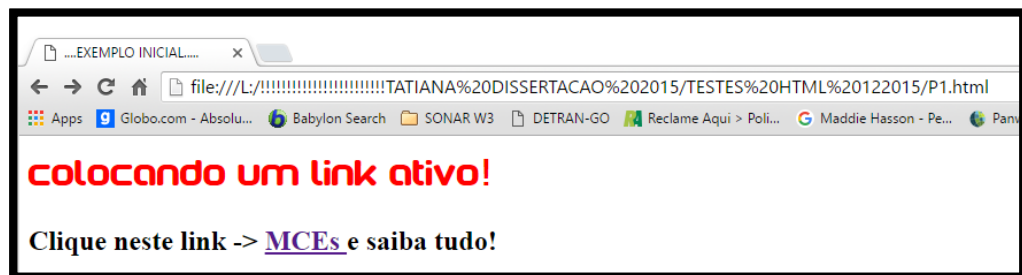 ....EXEMPLO INICIAL.....
file:///L:/!!!!!!!!!!!!!!!!!!!!!!!!!TATIANA%20DISSERTACAO%202015/TESTES%20HTML%20122015/P1.html
Apps Globo.com - Absolu... Babylon Search SONAR W3 DETRAN-GO Reclame Aqui > Poli... Maddie Hasson - Pe...
colocando um link ativo!
Clique neste link -> MCEs e saiba tudo!